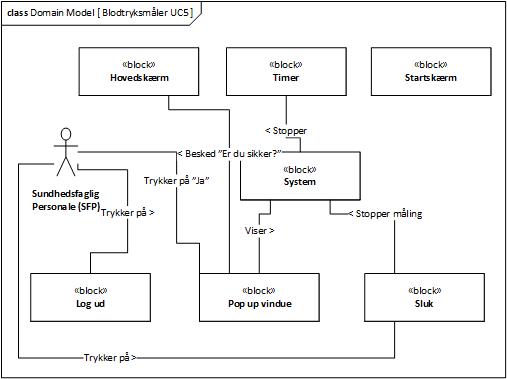 class Domain Model [ Blodtryksmåler UC5 ]
«block»
Hovedskærm
«block»
Timer
«block»
Startskærm
< Stopper
< Besked "Er du sikker?"
«block»
System
Trykker på "Ja"
Sundhedsfaglig
Personale (SFP)
Trykker på >
< Stopper måling
Viser >
«block»
Log ud
«block»
Pop up vindue
«block»
Sluk
Trykker på >